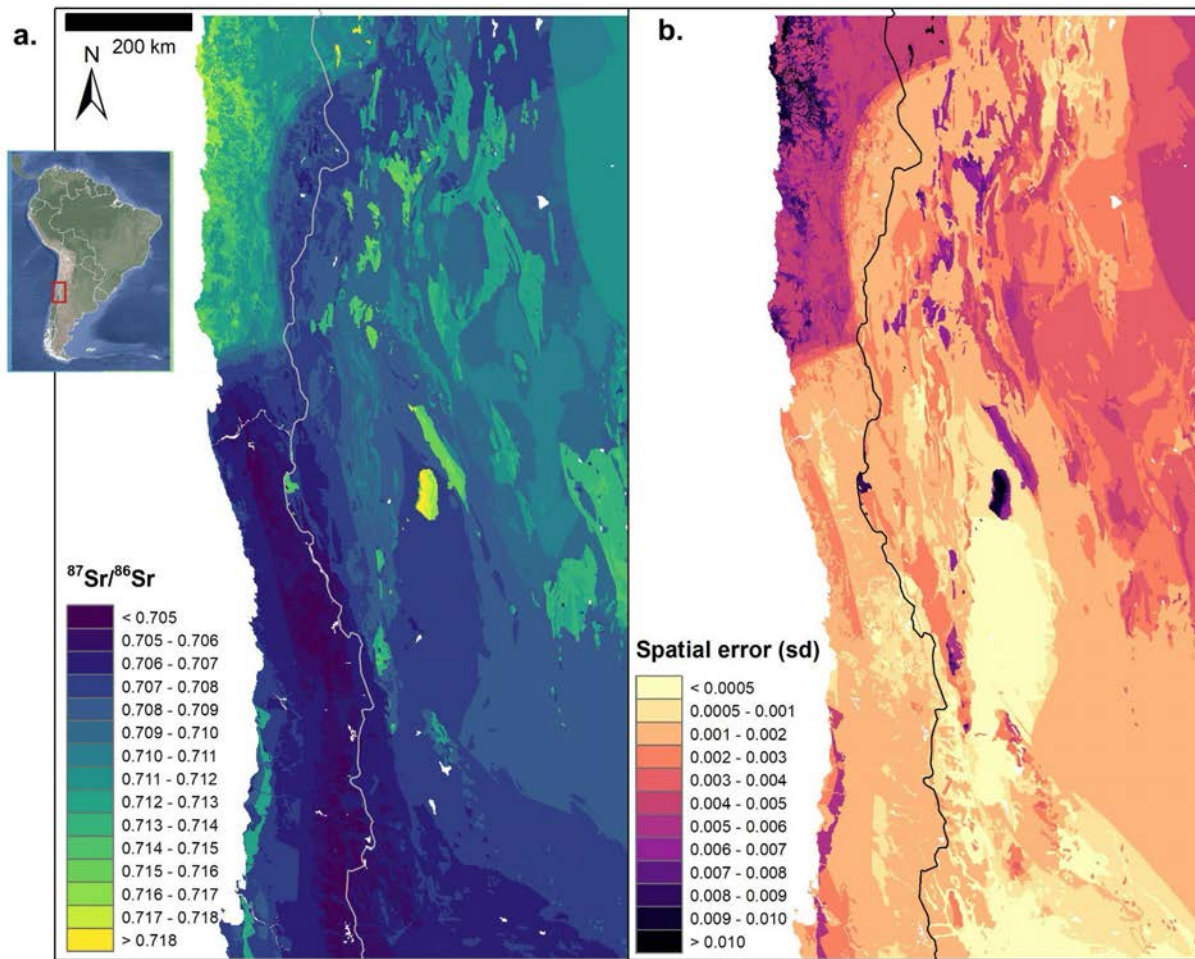 a.
200 km
N
⁸⁷Sr/⁸⁶Sr
< 0.705
0.705 - 0.706
0.706 - 0.707
0.707 - 0.708
0.708 - 0.709
0.709 - 0.710
0.710 - 0.711
0.711 - 0.712
0.712 - 0.713
0.713 - 0.714
0.714 - 0.715
0.715 - 0.716
0.716 - 0.717
0.717 - 0.718
> 0.718
b.
Spatial error (sd)
< 0.0005
0.0005 - 0.001
0.001 - 0.002
0.002 - 0.003
0.003 - 0.004
0.004 - 0.005
0.005 - 0.006
0.006 - 0.007
0.007 - 0.008
0.008 - 0.009
0.009 - 0.010
> 0.010